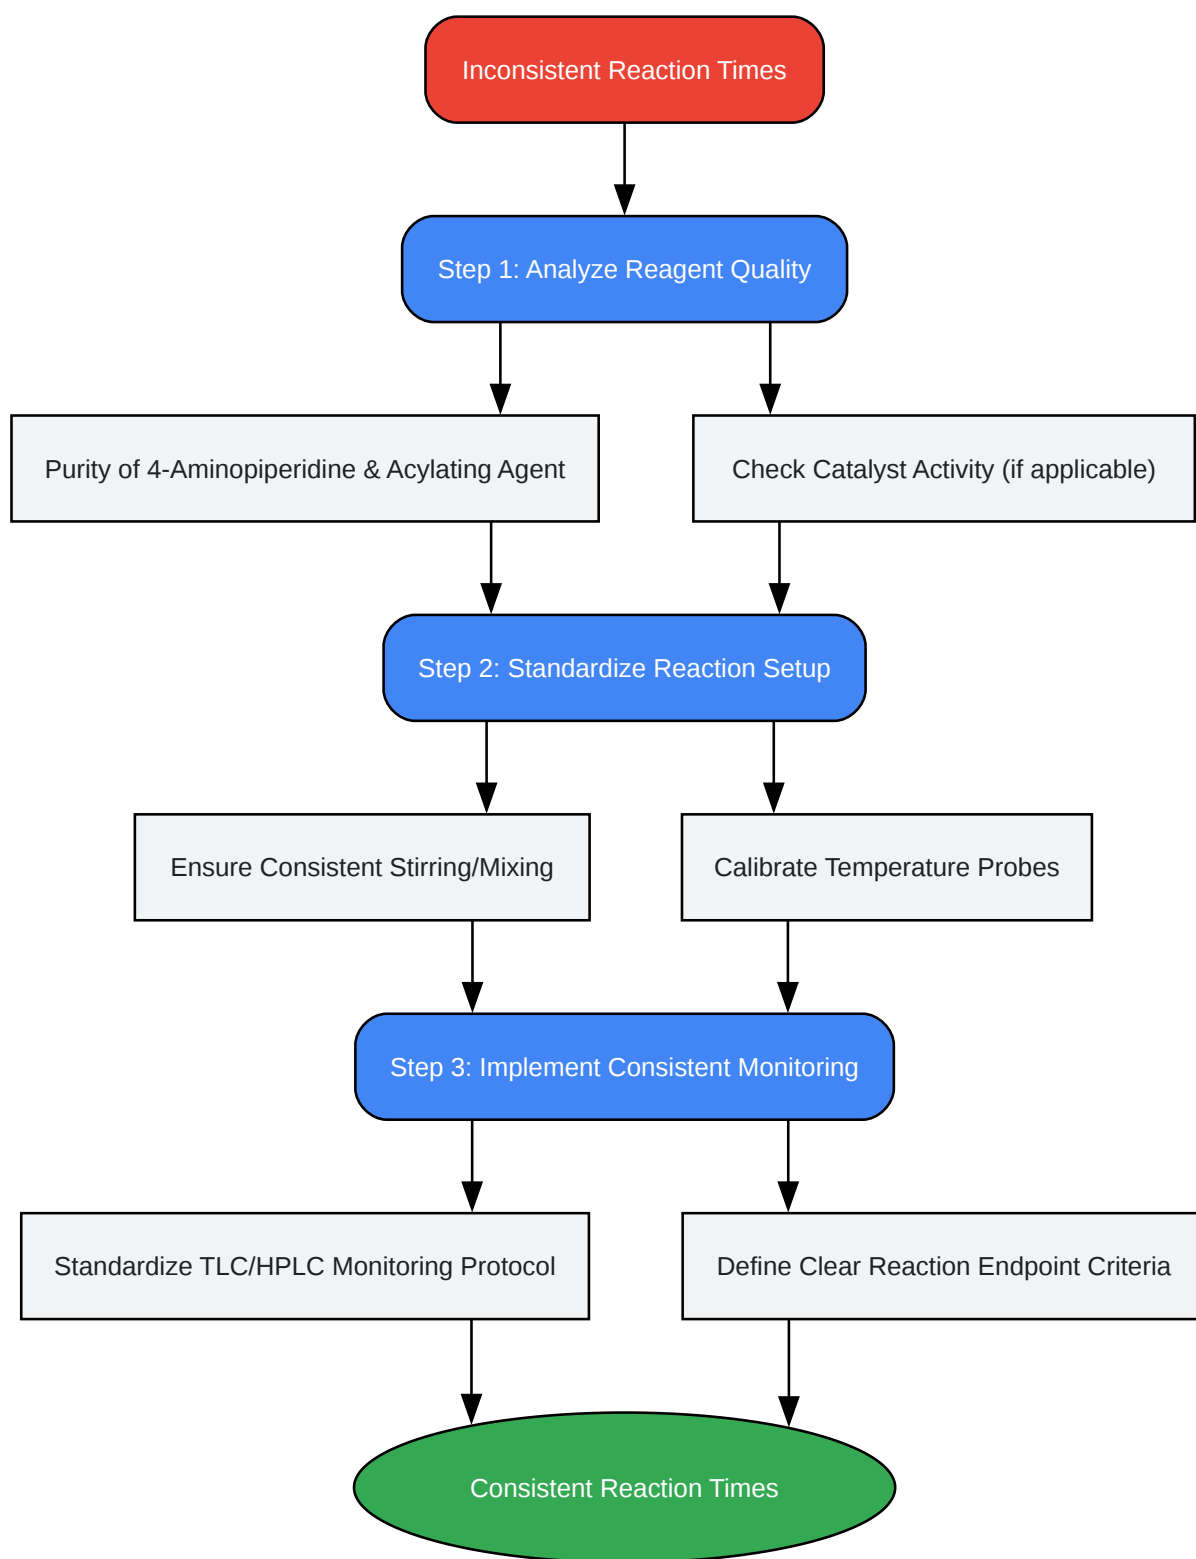 Inconsistent Reaction Times
Step 1: Analyze Reagent Quality
Purity of 4-Aminopiperidine & Acylating Agent
Check Catalyst Activity (if applicable)
Step 2: Standardize Reaction Setup
Ensure Consistent Stirring/Mixing
Calibrate Temperature Probes
Step 3: Implement Consistent Monitoring
Standardize TLC/HPLC Monitoring Protocol
Define Clear Reaction Endpoint Criteria
Consistent Reaction Times